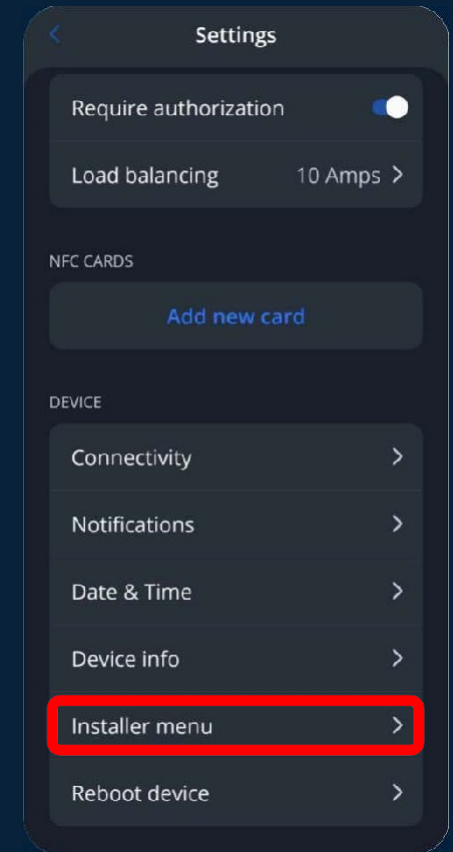 Settings
Require authorization
Load balancing 10 Amps
NFC CARDS
Add new card
DEVICE
Connectivity
Notifications
Date & Time
Device info
Installer menu
Reboot device